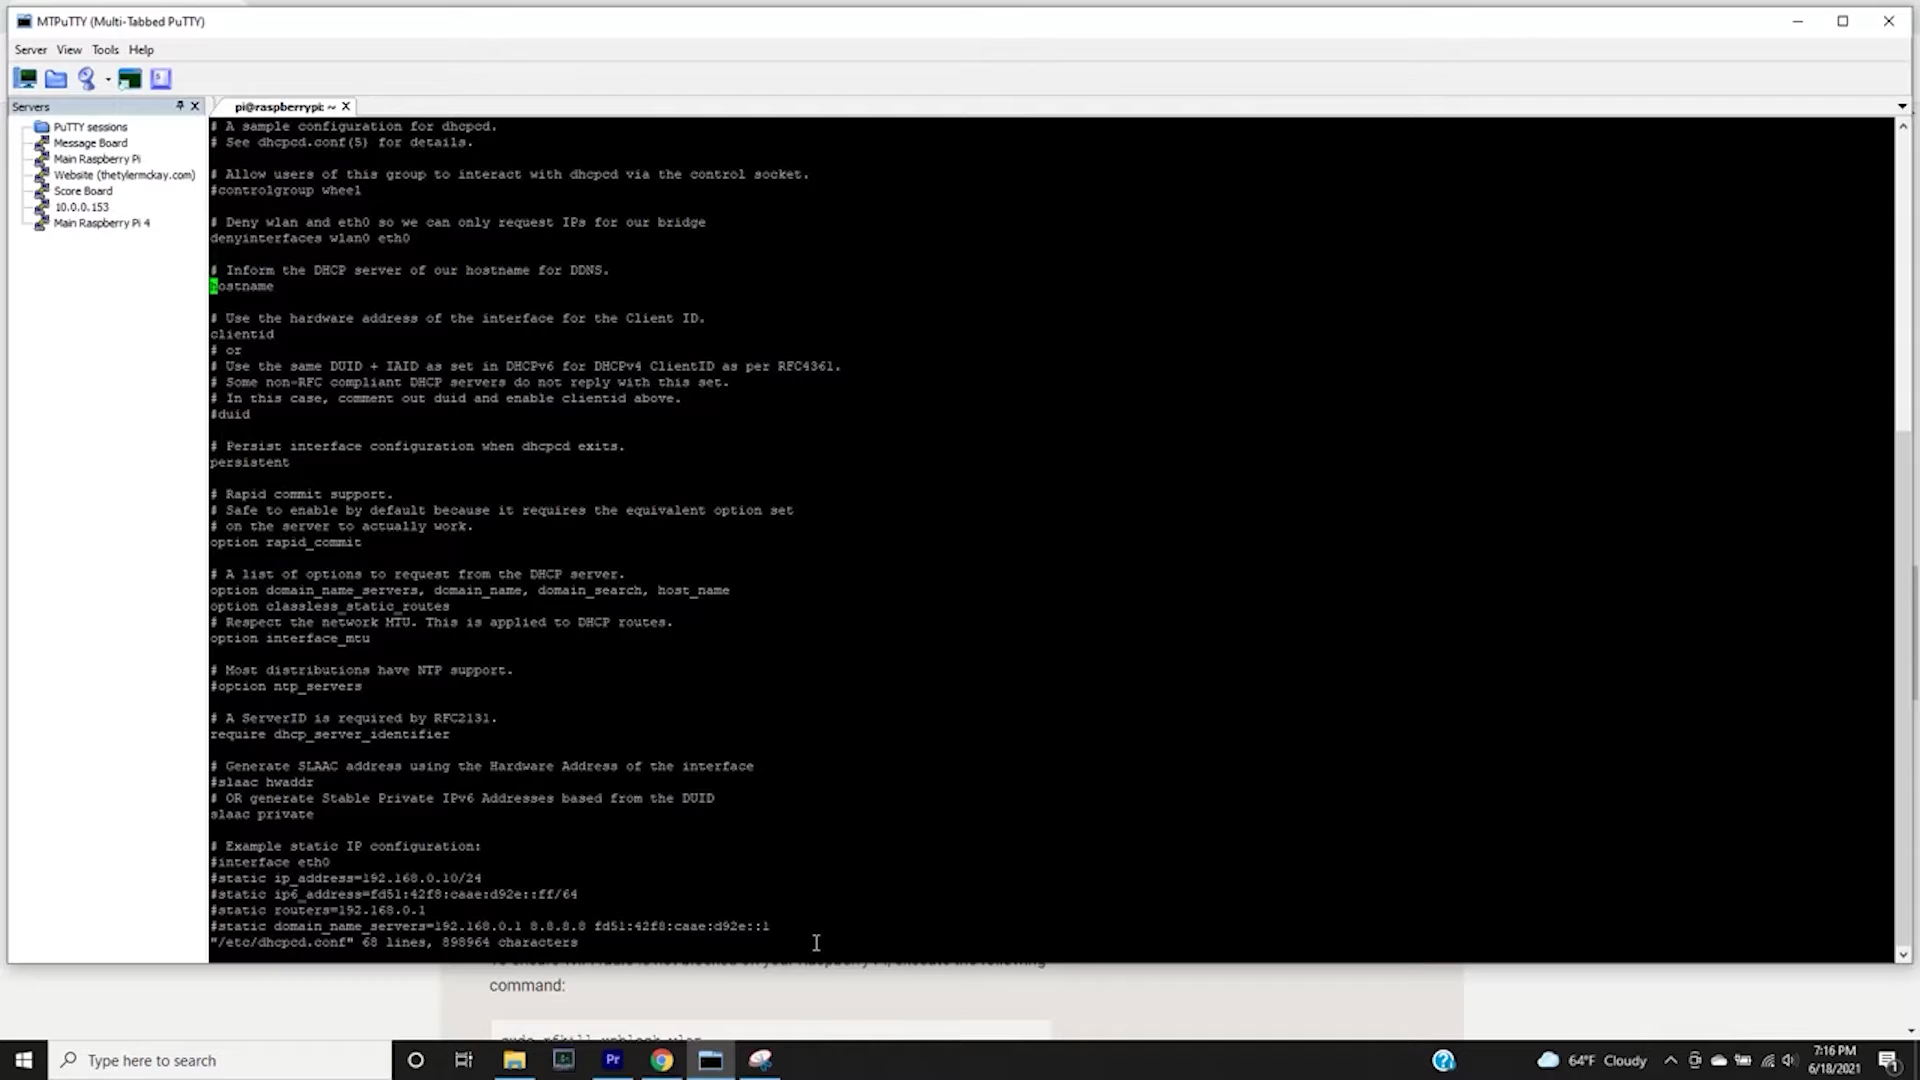 MTPuTTY (Multi-Tabbed PuTTY)
Server View Tools Help
Servers
pi@raspberrypi: ~
PuTTY sessions
Message Board
Main Raspberry Pi
Website (thetylermckay.com)
Score Board
10.0.0.153
Main Raspberry Pi 4
# A sample configuration for dhcpcd.
# See dhcpcd.conf(5) for details.
# Allow users of this group to interact with dhcpcd via the control socket.
#controlgroup wheel
# Deny wlan and eth0 so we can only request IPs for our bridge
denyinterfaces wlan0 eth0
# Inform the DHCP server of our hostname for DDNS.
hostname
# Use the hardware address of the interface for the Client ID.
clientid
# or
# Use the same DUID + IAID as set in DHCPv6 for DHCPv4 ClientID as per RFC4361.
# Some non-RFC compliant DHCP servers do not reply with this set.
# In this case, comment out duid and enable clientid above.
#duid
# Persist interface configuration when dhcpcd exits.
persistent
# Rapid commit support.
# Safe to enable by default because it requires the equivalent option set
# on the server to actually work.
option rapid_commit
# A list of options to request from the DHCP server.
option domain_name_servers, domain_name, domain_search, host_name
option classless_static_routes
# Respect the network MTU. This is applied to DHCP routes.
option interface_mtu
# Most distributions have NTP support.
#option ntp_servers
# A ServerID is required by RFC2131.
require dhcp_server_identifier
# Generate SLAAC address using the Hardware Address of the interface
#slaac hwaddr
# OR generate Stable Private IPv6 Addresses based from the DUID
slaac private
# Example static IP configuration:
#interface eth0
#static ip_address=192.168.0.10/24
#static ip6_address=fd51:42f8:caae:d92e::ff/64
#static routers=192.168.0.1
#static domain_name_servers=192.168.0.1 8.8.8.8 fd51:42f8:caae:d92e::1
"/etc/dhcpcd.conf" 68 lines, 898964 characters
command:
Type here to search
Pr
64°F Cloudy
7:16 PM
6/18/2021
1